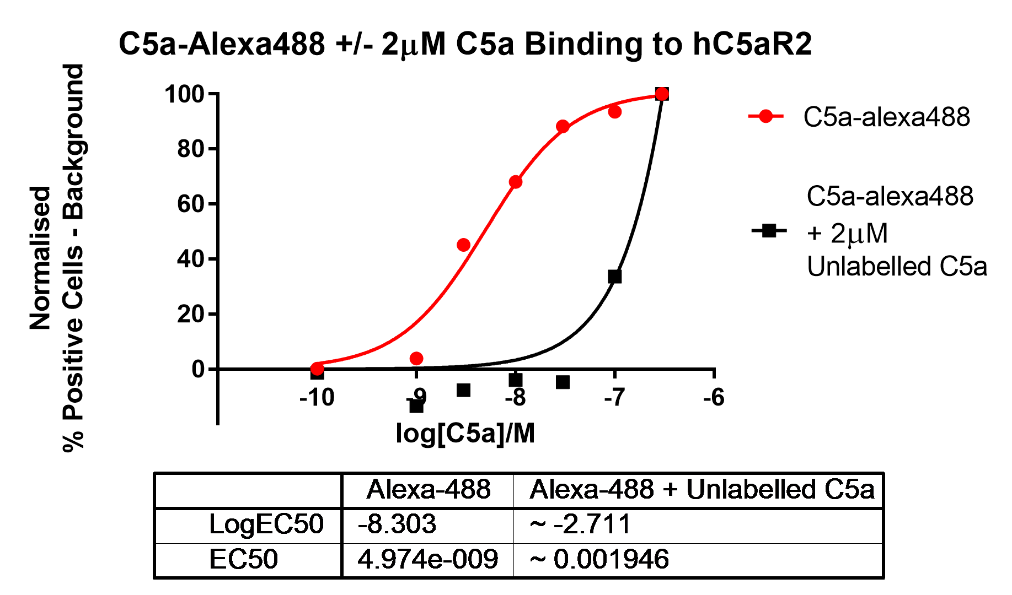 C5a-Alexa488 +/- 2μM C5a Binding to hC5aR2
Normalised
% Positive Cells - Background
100
80
60
40
20
0
-10
-9
-8
-7
-6
log[C5a]/M
C5a-alexa488
C5a-alexa488
+ 2μM
Unlabelled C5a
Alexa-488 Alexa-488 + Unlabelled C5a
LogEC50 -8.303 ~ -2.711
EC50 4.974e-009 ~ 0.001946